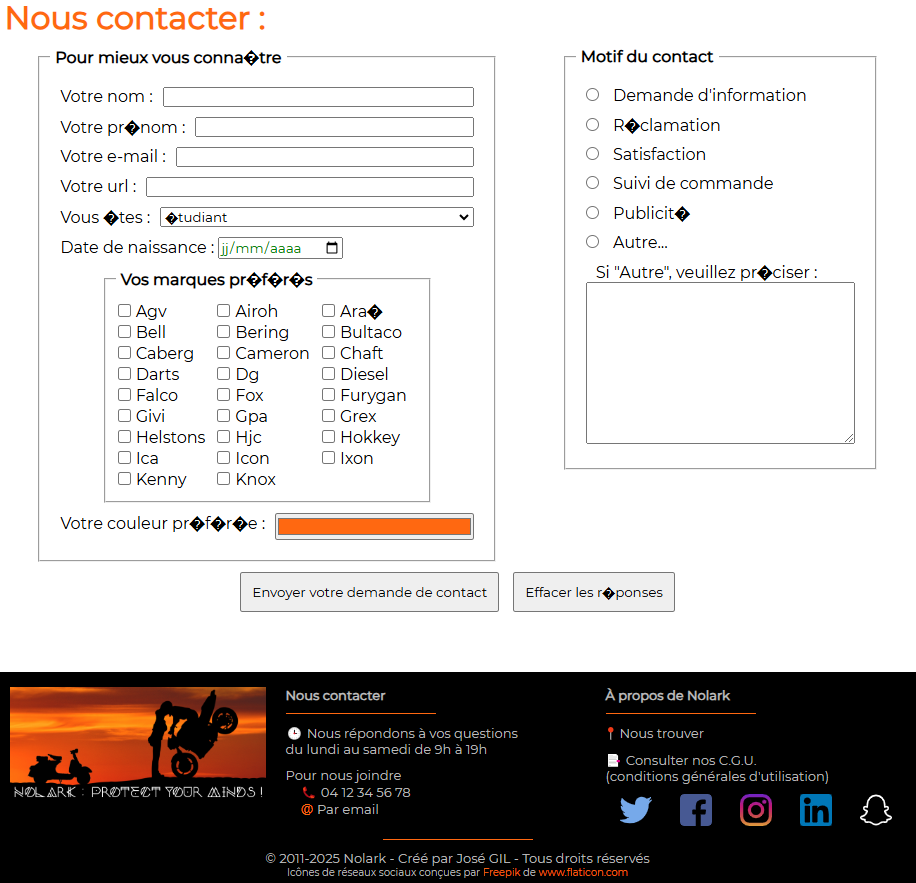 Nous contacter :
Pour mieux vous conna�tre
Votre nom :
Votre pr�nom :
Votre e-mail :
Votre url :
Vous �tes : �tudiant
Date de naissance : jj/mm/aaaa
Vos marques pr�f�r�s
Agv Airoh Ara�
Bell Bering Bultaco
Caberg Cameron Chaft
Darts Dg Diesel
Falco Fox Furygan
Givi Gpa Grex
Helstons Hjc Hokkey
Ica Icon Ixon
Kenny Knox
Votre couleur pr�f�r�e :
Motif du contact
Demande d'information
R�clamation
Satisfaction
Suivi de commande
Publicit�
Autre...
Si "Autre", veuillez pr�ciser :
Envoyer votre demande de contact Effacer les r�ponses
NOLARK : PROTECT YOUR MINDS !
Nous contacter
Nous répondons à vos questions
du lundi au samedi de 9h à 19h
Pour nous joindre
04 12 34 56 78
@ Par email
À propos de Nolark
Nous trouver
Consulter nos C.G.U.
(conditions générales d'utilisation)
© 2011-2025 Nolark - Créé par José GIL - Tous droits réservés
Icônes de réseaux sociaux conçues par Freepik de www.flaticon.com